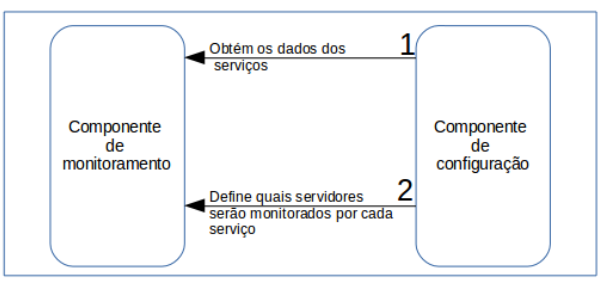 Obtém os dados dos
serviços
1
Componente
de
monitoramento
Componente
de
configuração
Define quais servidores
serão monitorados por cada
serviço
2